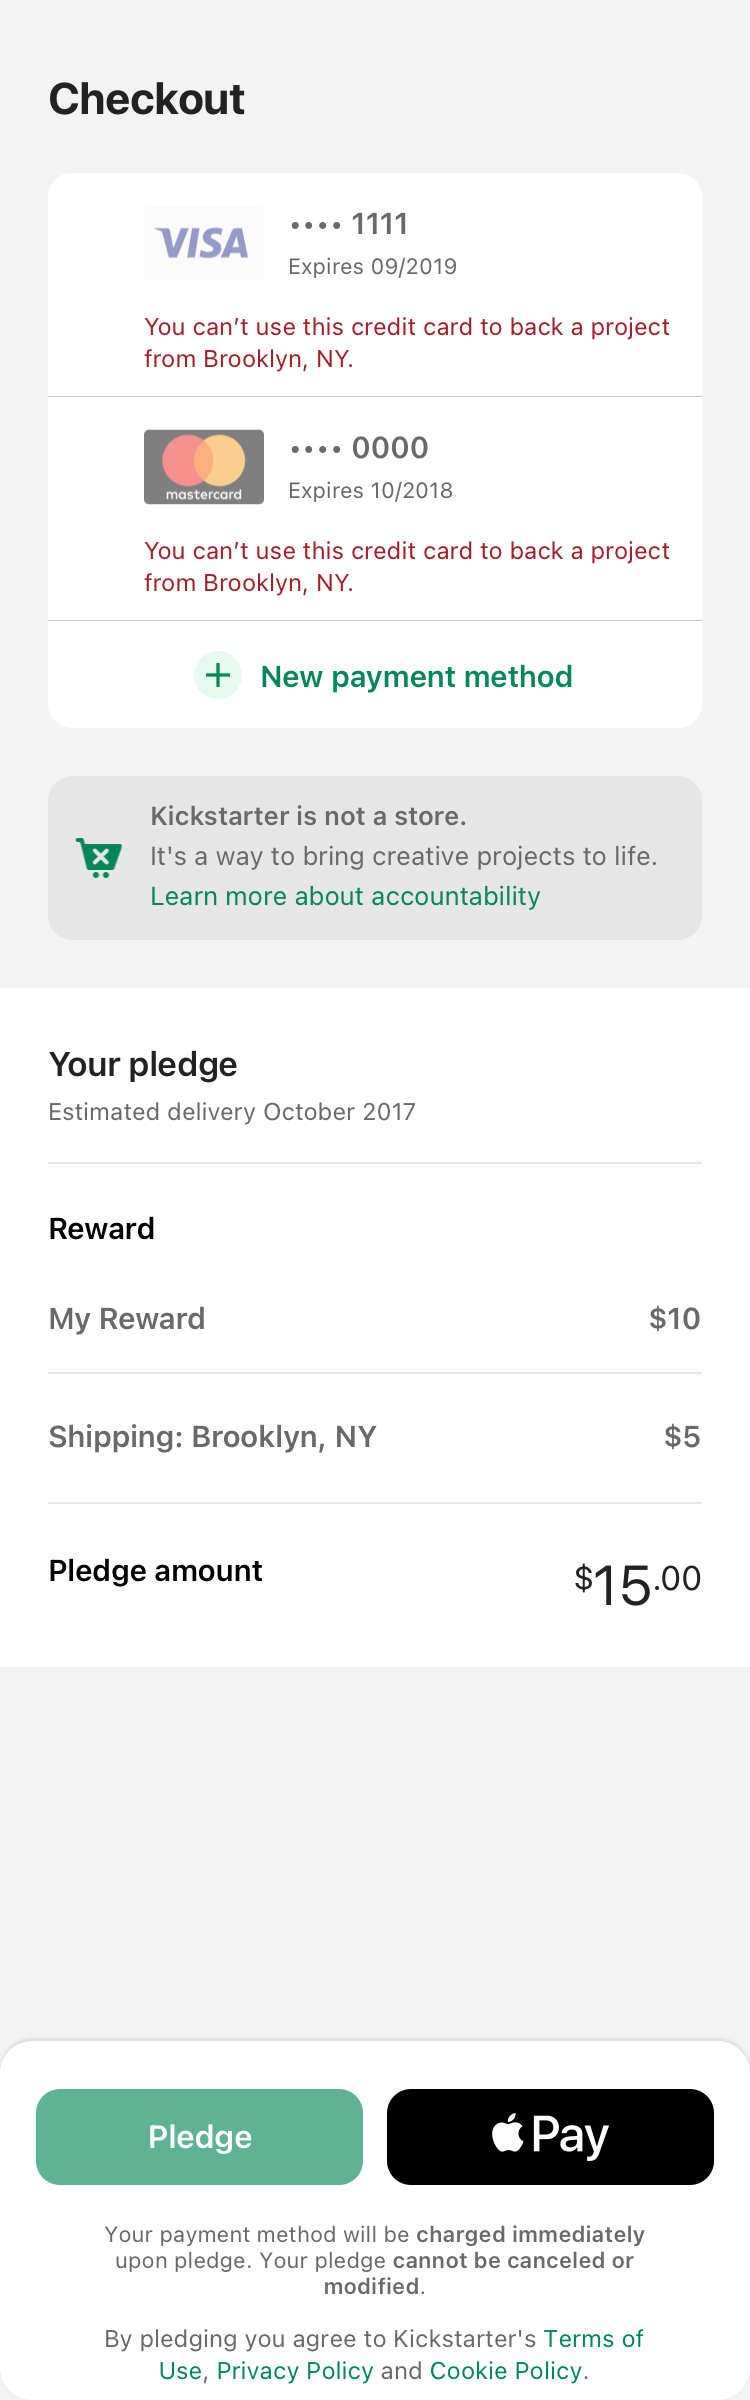 Checkout
VISA
•••• 1111
Expires 09/2019
You can’t use this credit card to back a project
from Brooklyn, NY.
mastercard
•••• 0000
Expires 10/2018
You can’t use this credit card to back a project
from Brooklyn, NY.
New payment method
Kickstarter is not a store.
It's a way to bring creative projects to life.
Learn more about accountability
Your pledge
Estimated delivery October 2017
Reward
My Reward $10
Shipping: Brooklyn, NY $5
Pledge amount $15.00
Pledge
Pay
Your payment method will be charged immediately
upon pledge. Your pledge cannot be canceled or
modified.
By pledging you agree to Kickstarter's Terms of
Use, Privacy Policy and Cookie Policy.